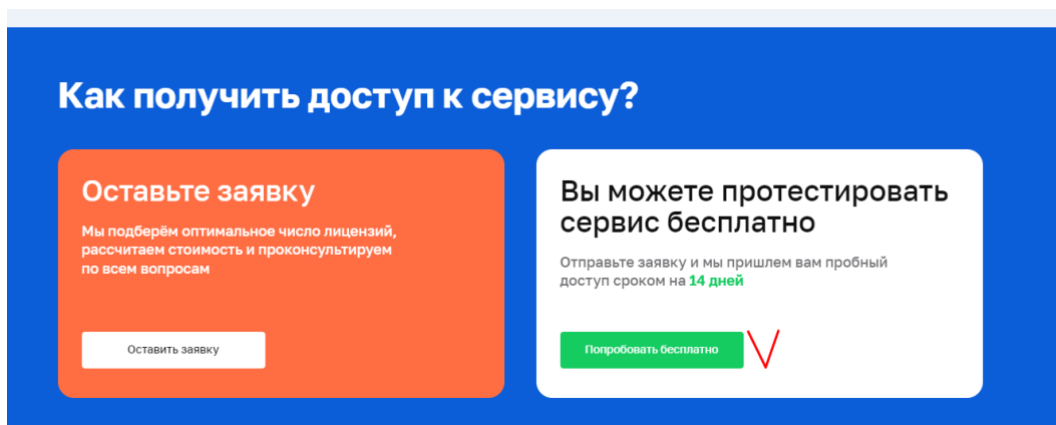 Как получить доступ к сервису?
Оставьте заявку
Мы подберём оптимальное число лицензий,
рассчитаем стоимость и проконсультируем
по всем вопросам
Оставить заявку
Вы можете протестировать
сервис бесплатно
Отправьте заявку и мы пришлем вам пробный
доступ сроком на 14 дней
Попробовать бесплатно